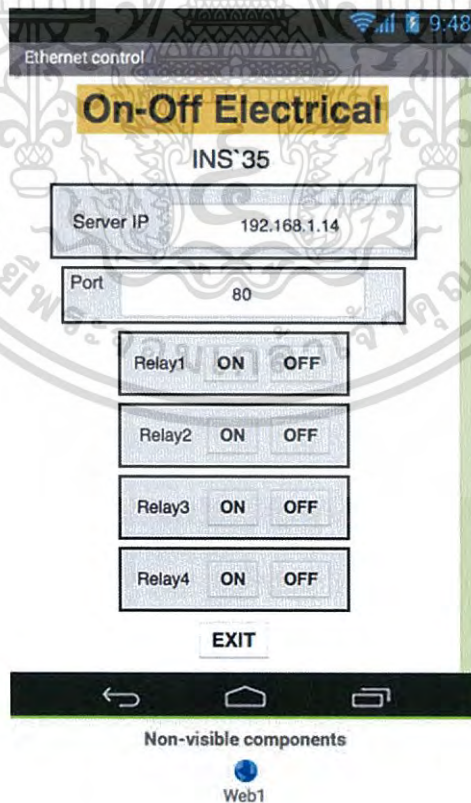 9:48
Ethernet control
On-Off Electrical
INS`35
Server IP 192.168.1.14
Port 80
Relay1 ON OFF
Relay2 ON OFF
Relay3 ON OFF
Relay4 ON OFF
EXIT
Non-visible components
Web1